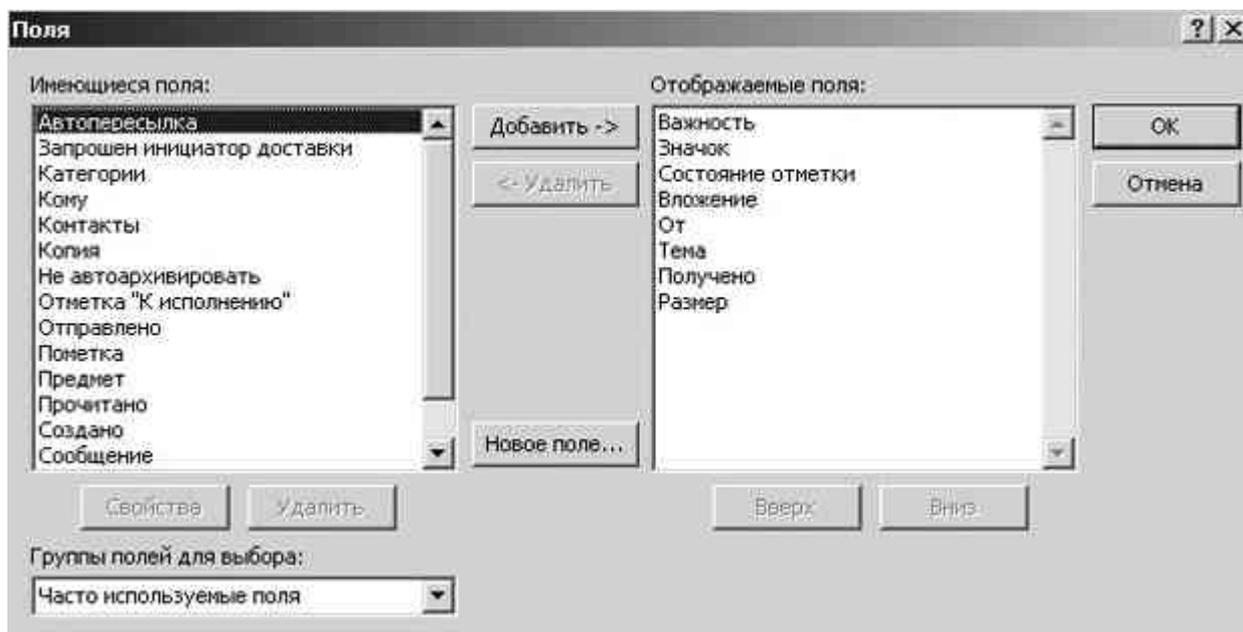 Поля
Имеющиеся поля:
Автопересылка
Запрошен инициатор доставки
Категории
Кому
Контакты
Копия
Не автоархивировать
Отметка "К исполнению"
Отправлено
Пометка
Предмет
Прочитано
Создано
Сообщение
Добавить ->
<- Удалить
Новое поле...
Отображаемые поля:
Важность
Значок
Состояние отметки
Вложение
От
Тема
Получено
Размер
ОК
Отмена
Свойства
Удалить
Вверх
Вниз
Группы полей для выбора:
Часто используемые поля